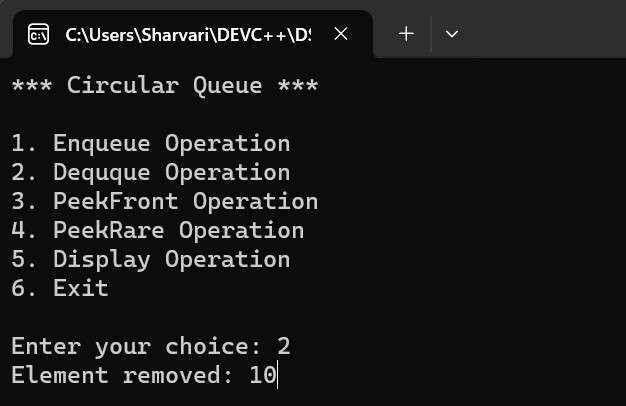 C:\Users\Sharvari\DEVC++\DS
*** Circular Queue ***
1. Enqueue Operation
2. Dequque Operation
3. PeekFront Operation
4. PeekRare Operation
5. Display Operation
6. Exit
Enter your choice: 2
Element removed: 10